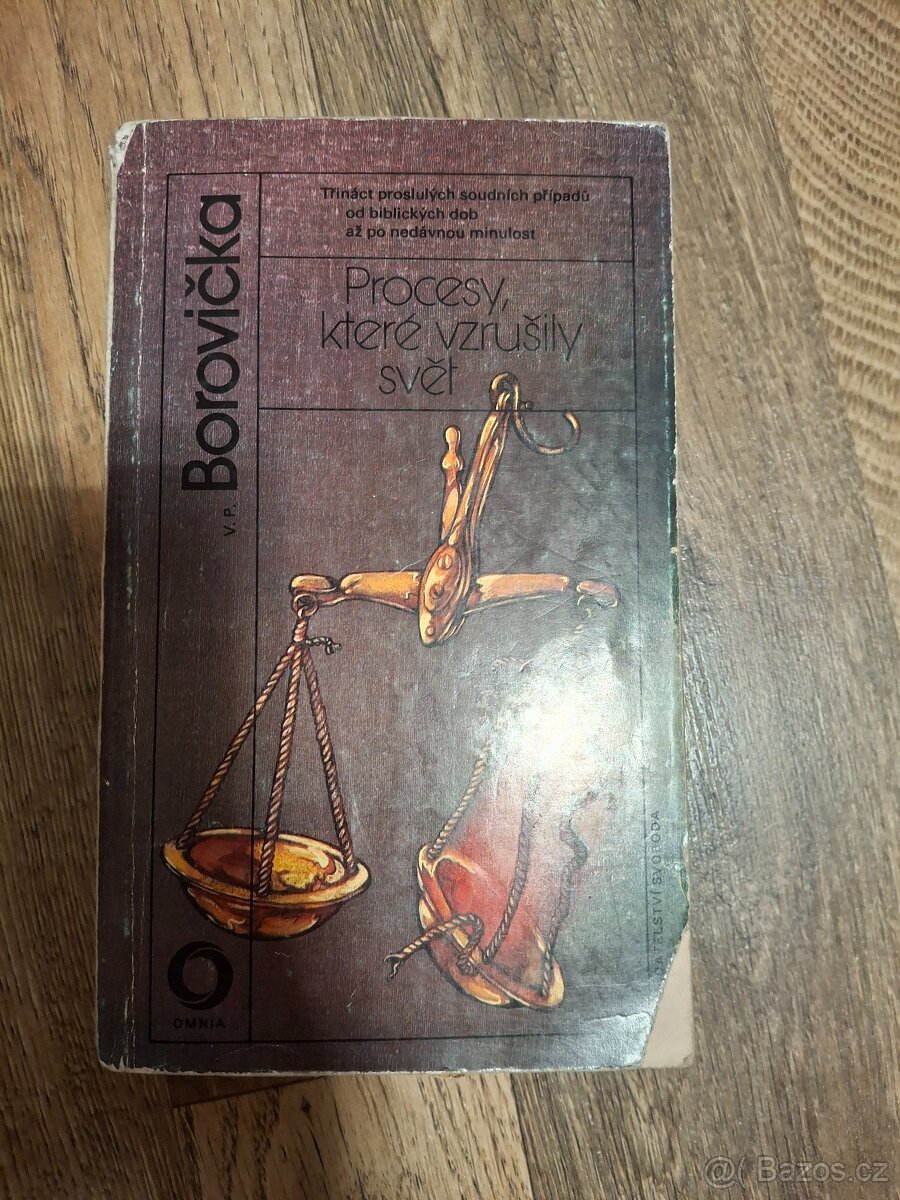 Třináct proslulých soudních případů
od biblických dob
až po nedávnou minulost
V. P. Borovička
Procesy,
které vzrušily
svět
OMNIA
SVOBODA
@( Bazos.cz